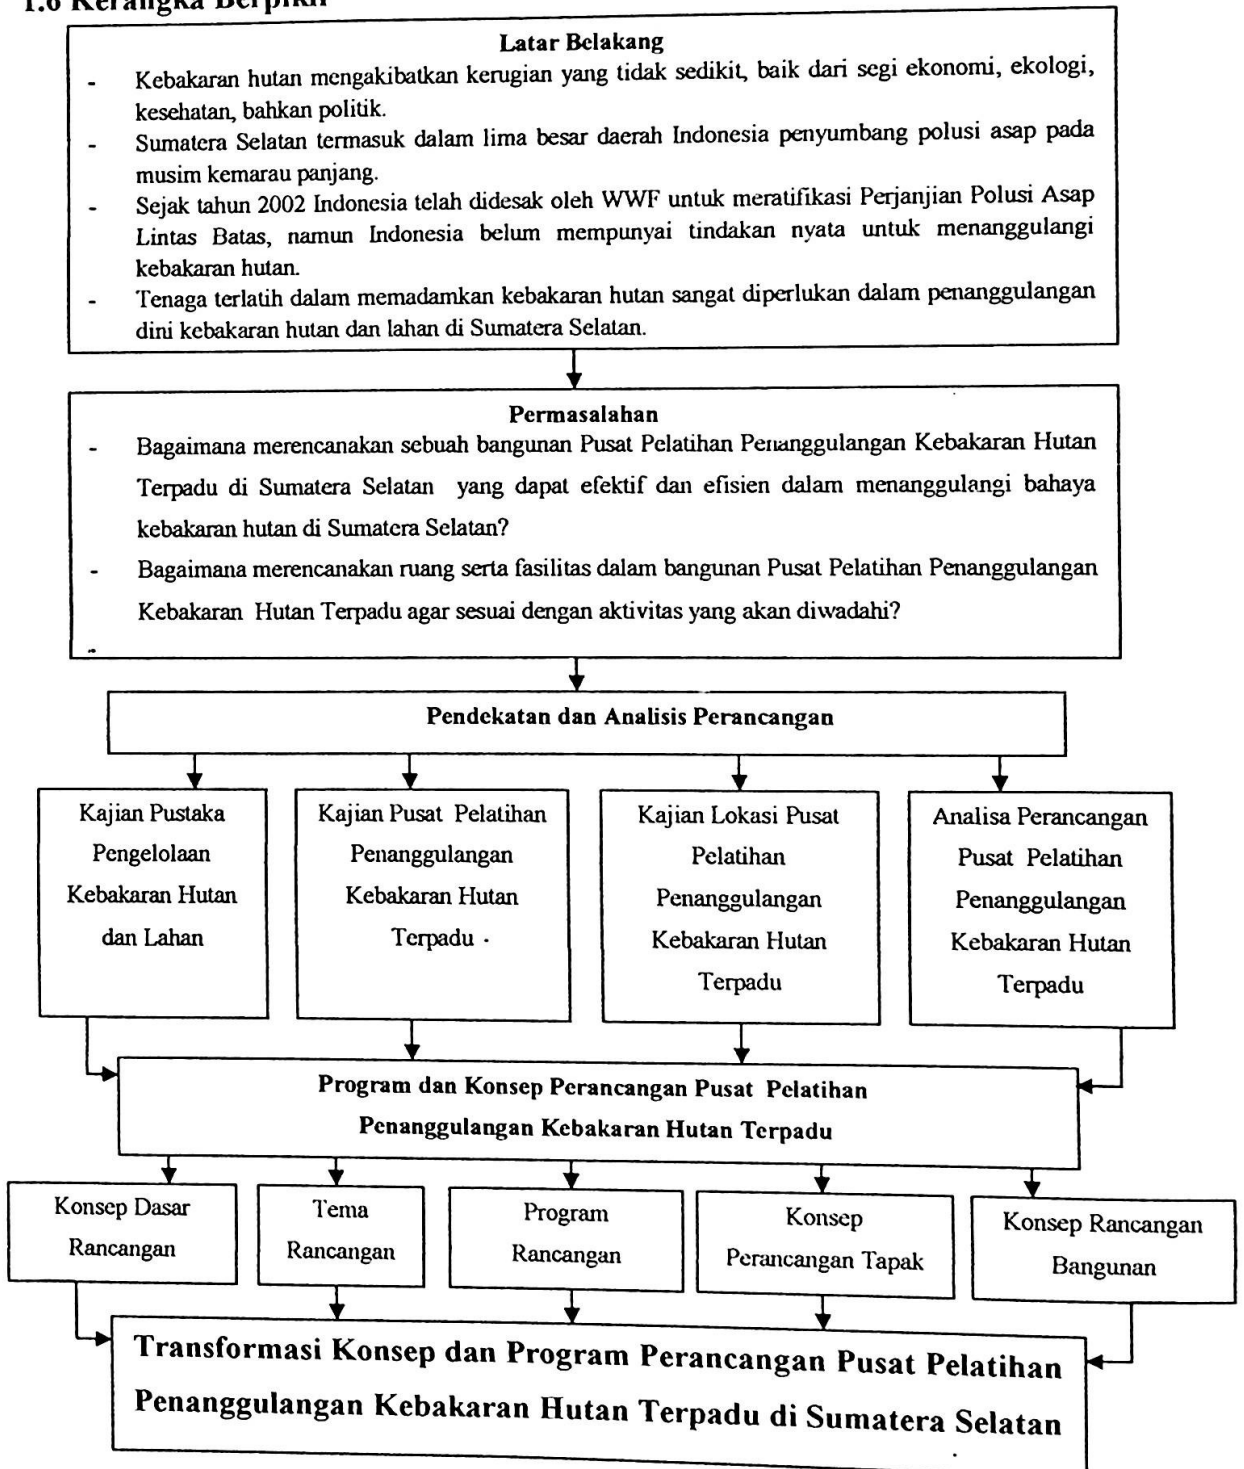 1.6 Kerangka Berpikir
Latar Belakang
- Kebakaran hutan mengakibatkan kerugian yang tidak sedikit, baik dari segi ekonomi, ekologi,
kesehatan, bahkan politik.
- Sumatera Selatan termasuk dalam lima besar daerah Indonesia penyumbang polusi asap pada
musim kemarau panjang.
- Sejak tahun 2002 Indonesia telah didesak oleh WWF untuk meratifikasi Perjanjian Polusi Asap
Lintas Batas, namun Indonesia belum mempunyai tindakan nyata untuk menanggulangi
kebakaran hutan.
- Tenaga terlatih dalam memadamkan kebakaran hutan sangat diperlukan dalam penanggulangan
dini kebakaran hutan dan lahan di Sumatera Selatan.
Permasalahan
- Bagaimana merencanakan sebuah bangunan Pusat Pelatihan Penanggulangan Kebakaran Hutan
Terpadu di Sumatera Selatan yang dapat efektif dan efisien dalam menanggulangi bahaya
kebakaran hutan di Sumatera Selatan?
- Bagaimana merencanakan ruang serta fasilitas dalam bangunan Pusat Pelatihan Penanggulangan
Kebakaran Hutan Terpadu agar sesuai dengan aktivitas yang akan diwadahi?
-
Pendekatan dan Analisis Perancangan
Kajian Pustaka
Pengelolaan
Kebakaran Hutan
dan Lahan
Kajian Pusat Pelatihan
Penanggulangan
Kebakaran Hutan
Terpadu
Kajian Lokasi Pusat
Pelatihan
Penanggulangan
Kebakaran Hutan
Terpadu
Analisa Perancangan
Pusat Pelatihan
Penanggulangan
Kebakaran Hutan
Terpadu
Program dan Konsep Perancangan Pusat Pelatihan
Penanggulangan Kebakaran Hutan Terpadu
Konsep Dasar
Rancangan
Tema
Rancangan
Program
Rancangan
Konsep
Perancangan Tapak
Konsep Rancangan
Bangunan
Transformasi Konsep dan Program Perancangan Pusat Pelatihan
Penanggulangan Kebakaran Hutan Terpadu di Sumatera Selatan